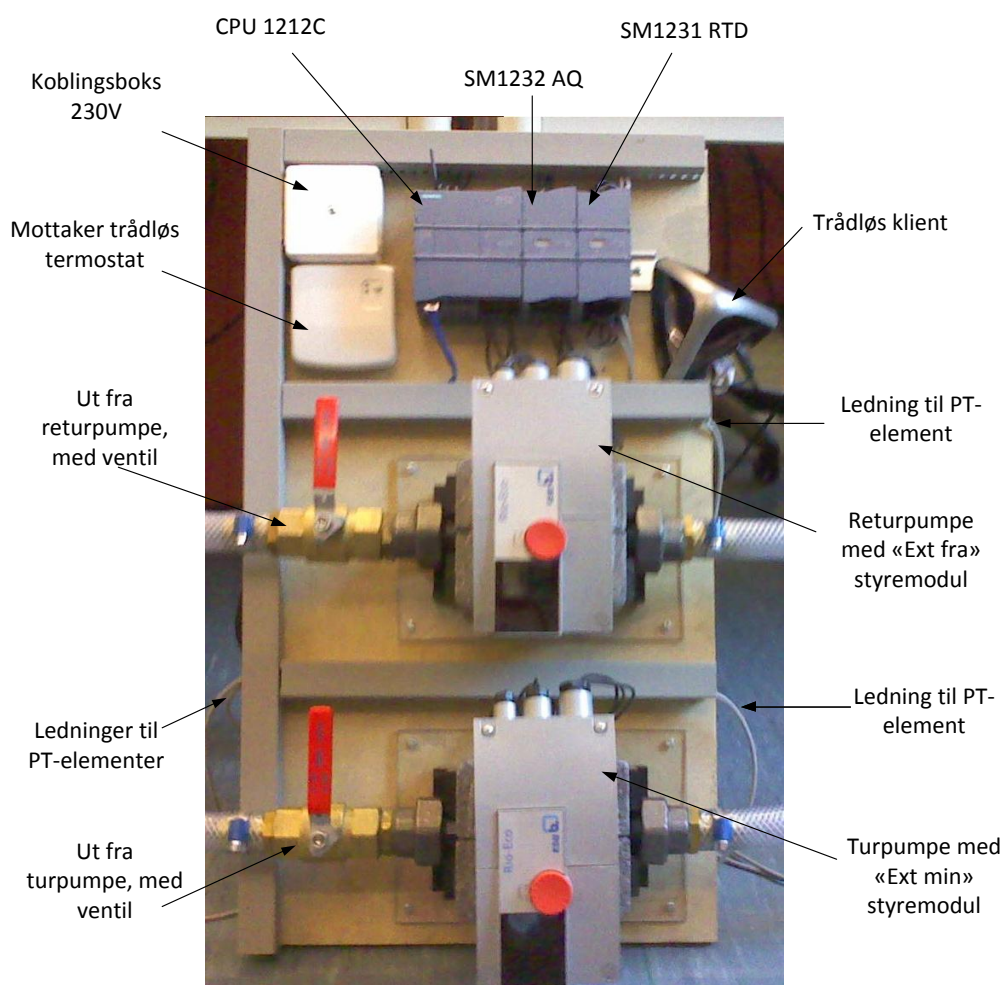 CPU 1212C
SM1231 RTD
SM1232 AQ
Koblingsboks
230V
Mottaker trådløs
termostat
Trådløs klient
Ut fra
returpumpe,
med ventil
Ledning til PT-
element
Returpumpe
med «Ext fra»
styremodul
Ledninger til
PT-elementer
Ledning til PT-
element
Ut fra
turpumpe, med
ventil
Turpumpe med
«Ext min»
styremodul
Rio-Eco
KSB